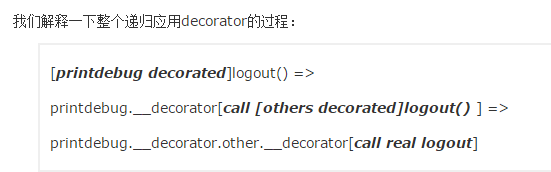 我们解释一下整个递归应用decorator的过程：
[printdebug decorated]logout() =>
printdebug.__decorator[call [others decorated]logout() ] =>
printdebug.__decorator.other.__decorator[call real logout]